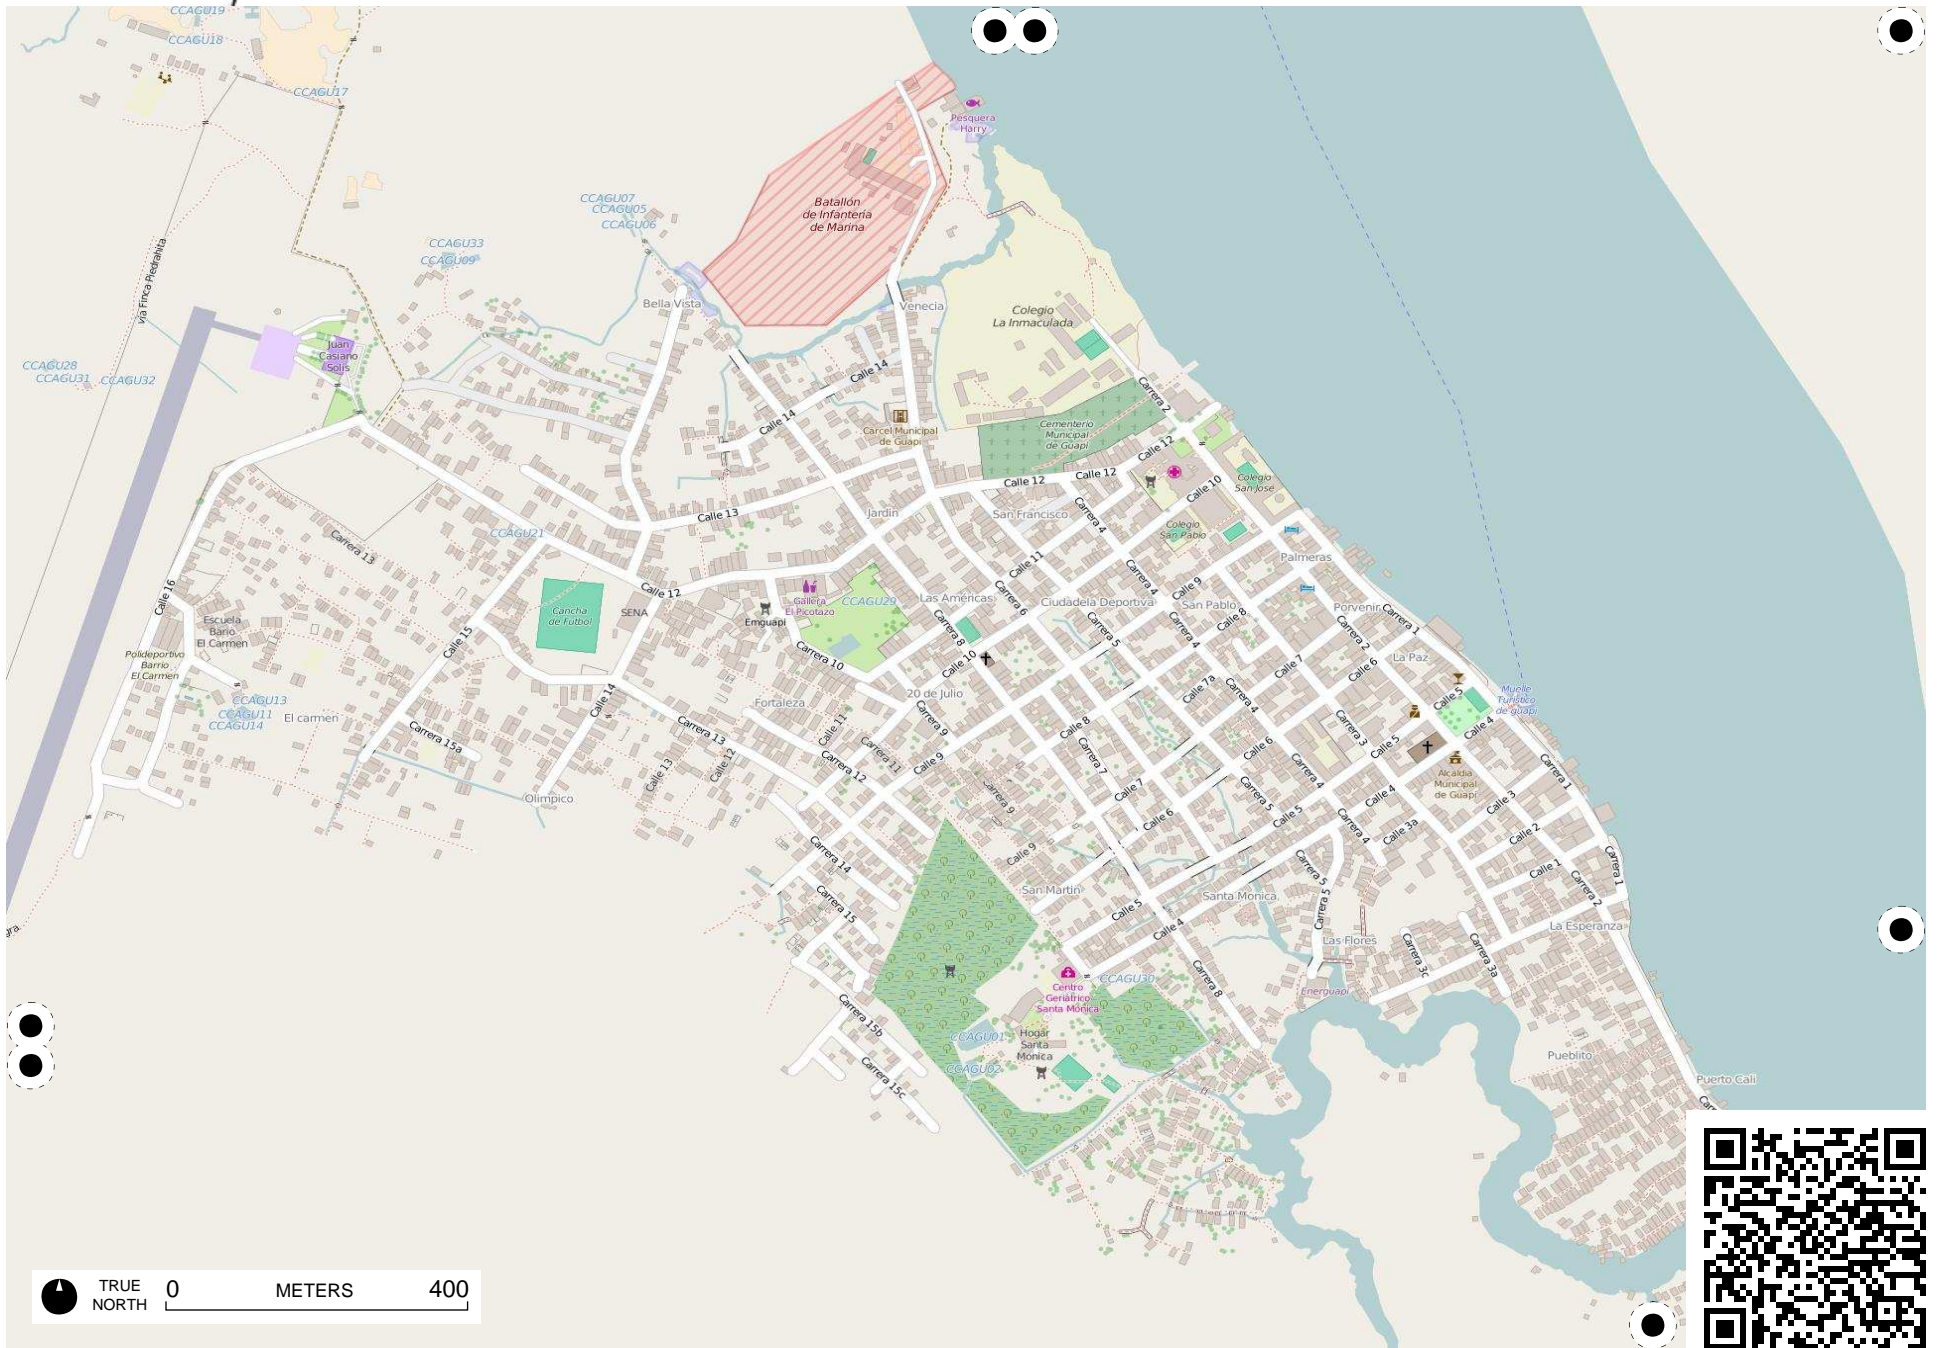 CCAGU19
CCAGU18
CCAGU17
Pesquera
Harry
CCAGU07
CCAGU05
CCAGU06
Batallón
de Infantería
de Marina
CCAGU33
CCAGU09
vía Finca Piedrahita
Bella Vista
Venecia
Colegio
La Inmaculada
Juan
Casiano
Solís
CCAGU28
CCAGU31
CCAGU32
Calle 14
Calle 14
Carrera 2
Carcel Municipal
de Guapi
Cementerio
Municipal
de Guapi
Calle 12
Calle 12
Calle 12
Colegio
San José
Calle 10
Calle 13
Jardín
San Francisco
Carrera 4
Colegio
San Pablo
CCAGU21
Carrera 13
Palmeras
Calle 11
Calle 16
Calle 12
Cancha
de Futbol
SENA
Gallera
El Picotazo
Emguapi
CCAGU29
Las Américas
Carrera 6
Ciudadela Deportiva
Carrera 4
Calle 9
San Pablo
Porvenir
Carrera 1
Escuela
Bario
El Carmen
Calle 15
Carrera 8
Carrera 5
Carrera 4
Calle 8
Carrera 2
Polideportivo
Barrio
El Carmen
Carrera 10
Calle 10
La Paz
Calle 7
Calle 6
CCAGU13
CCAGU11
CCAGU14
El carmen
Calle 14
Fortaleza
20 de Julio
Calle 7a
Carrera 4
Calle 5
Muelle
Turístico
de guapi
Carrera 13
Calle 11
Carrera 9
Calle 8
Carrera 3
Calle 4
Carrera 15a
Carrera 11
Calle 9
Carrera 7
Calle 6
Calle 5
Calle 13
Calle 12
Carrera 12
Carrera 4
Alcaldia
Municipal
de Guapi
Carrera 1
Olimpico
Carrera 9
Calle 7
Carrera 5
Calle 4
Calle 3
Calle 6
Calle 5
Carrera 4
Calle 3a
Calle 2
Carrera 14
Calle 9
Carrera 5
Calle 1
Carrera 1
Carrera 15
San Martin
Santa Monica
Carrera 5
Carrera 2
Calle 5
Calle 4
Las Flores
La Esperanza
Carrera 3c
Carrera 3a
Carrera 8
CCAGU30
Centro
Geriátrico
Santa Mónica
Energuapi
Carrera 15b
CCAGU01
Hogar
Santa
Monica
CCAGU02
Pueblito
Carrera 15c
Puerto Cali
TRUE
NORTH
0 METERS 400